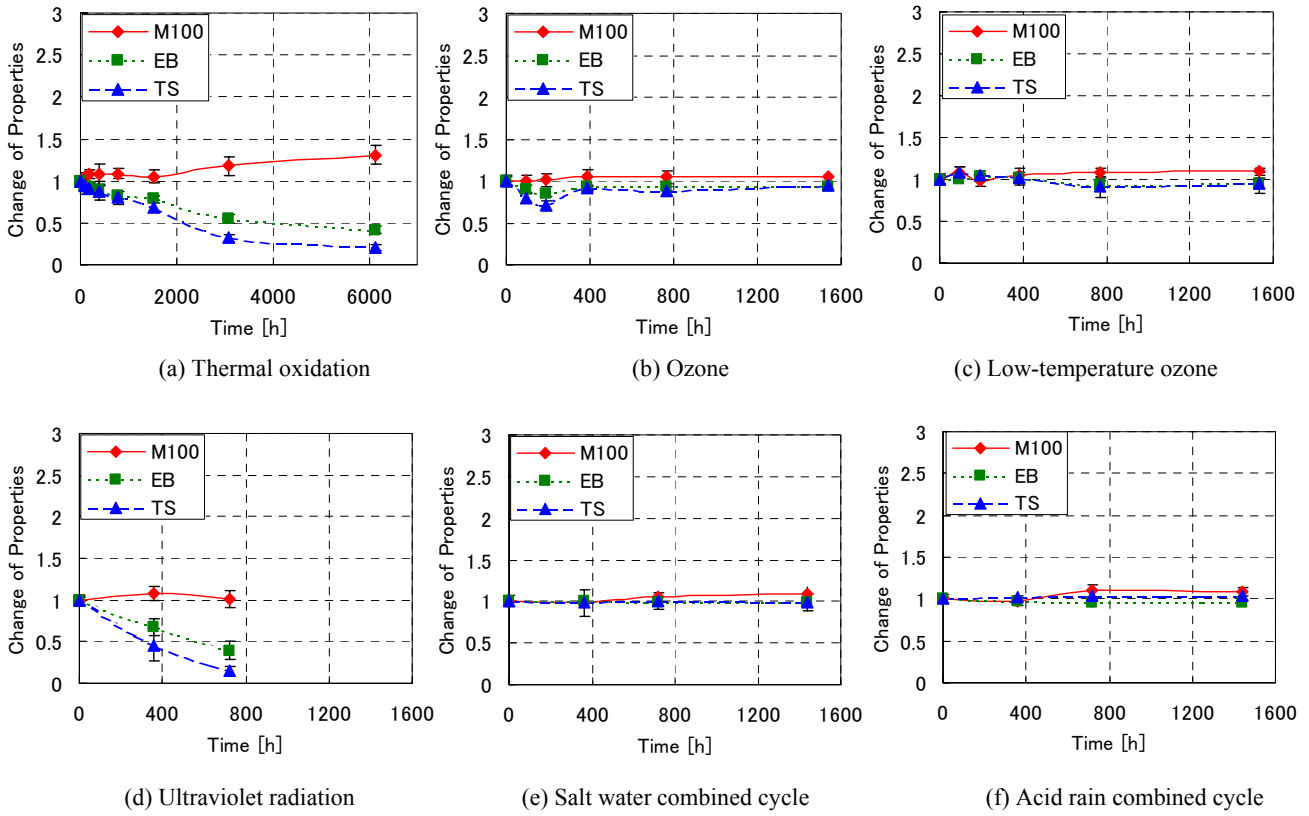 3
2.5
2
1.5
1
0.5
0
Change of Properties
M100
EB
TS
0 2000 4000 6000
Time [h]
(a) Thermal oxidation
3
2.5
2
1.5
1
0.5
0
Change of Properties
M100
EB
TS
0 400 800 1200 1600
Time [h]
(b) Ozone
3
2.5
2
1.5
1
0.5
0
Change of Properties
M100
EB
TS
0 400 800 1200 1600
Time [h]
(c) Low-temperature ozone
3
2.5
2
1.5
1
0.5
0
Change of Properties
M100
EB
TS
0 400 800 1200 1600
Time [h]
(d) Ultraviolet radiation
3
2.5
2
1.5
1
0.5
0
Change of Properties
M100
EB
TS
0 400 800 1200 1600
Time [h]
(e) Salt water combined cycle
3
2.5
2
1.5
1
0.5
0
Change of Properties
M100
EB
TS
0 400 800 1200 1600
Time [h]
(f) Acid rain combined cycle